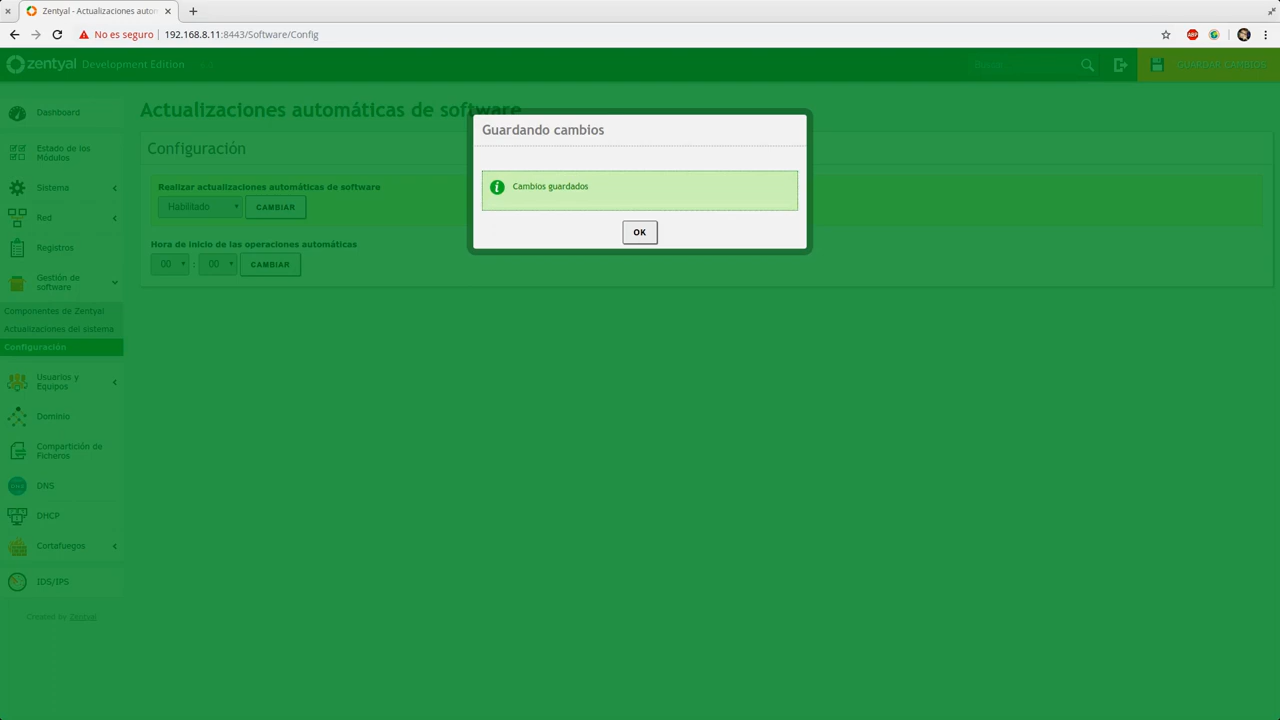 Zentyal - Actualizaciones autom
No es seguro
192.168.8.11:8443/Software/Config
ABP
zentyal Development Edition
Busca
GUARDAR CAMBIOS
Dashboard
Estado de los
Módulos
Sistema
Red
Registros
Gestión de
software
Componentes de Zentyal
Actualizaciones del sistema
Configuración
Usuarios y
Equipos
Dominio
Compartición de
Ficheros
DNS
DHCP
Cortafuegos
IDS/IPS
Created by Zentyal
Actualizaciones automáticas de software
Configuración
Realizar actualizaciones automáticas de software
Habilitado
CAMBIAR
Hora de inicio de las operaciones automáticas
00 : 00 CAMBIAR
Guardando cambios
Cambios guardados
OK